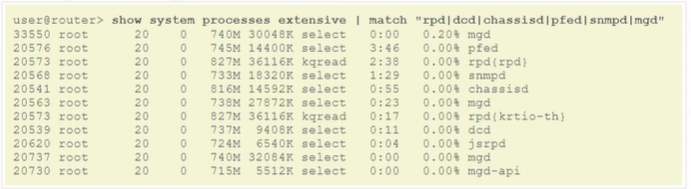 user@router> show system processes extensive | match "rpd|dcd|chassisd|pfed|snmpd|mgd"
33550 root 20 0 740M 30048K select 0:00 0.20% mgd
20576 root 20 0 745M 14400K select 3:46 0.00% pfed
20573 root 20 0 827M 36116K kqread 2:38 0.00% rpd{rpd}
20568 root 20 0 733M 18320K select 1:29 0.00% snmpd
20541 root 20 0 816M 14592K select 0:55 0.00% chassisd
20563 root 20 0 738M 27872K select 0:23 0.00% mgd
20573 root 20 0 827M 36116K kqread 0:17 0.00% rpd{krtio-th}
20539 root 20 0 737M 9408K select 0:11 0.00% dcd
20620 root 20 0 724M 6540K select 0:04 0.00% jsrpd
20737 root 20 0 740M 32084K select 0:00 0.00% mgd
20730 root 20 0 715M 5512K select 0:00 0.00% mgd-api